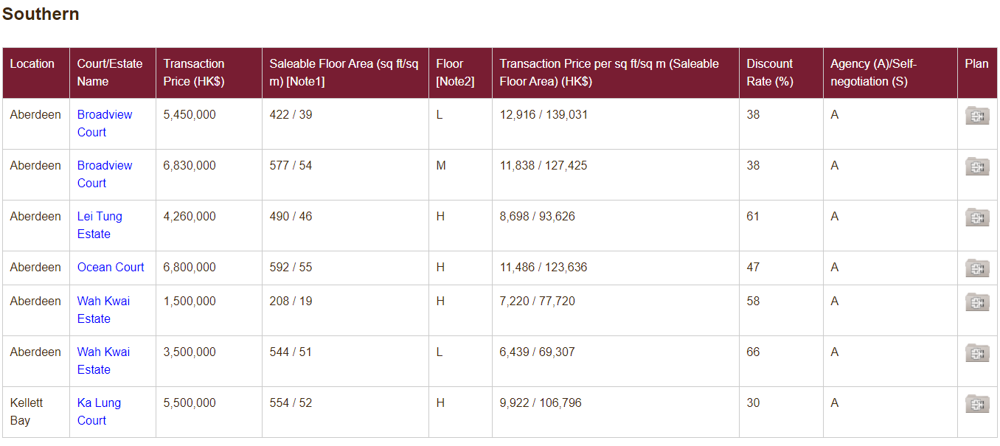 Southern
Location Court/Estate Name Transaction Price (HK$) Saleable Floor Area (sq ft/sq m) [Note1] Floor [Note2] Transaction Price per sq ft/sq m (Saleable Floor Area) (HK$) Discount Rate (%) Agency (A)/Self-negotiation (S) Plan
Aberdeen Broadview Court 5,450,000 422 / 39 L 12,916 / 139,031 38 A
Aberdeen Broadview Court 6,830,000 577 / 54 M 11,838 / 127,425 38 A
Aberdeen Lei Tung Estate 4,260,000 490 / 46 H 8,698 / 93,626 61 A
Aberdeen Ocean Court 6,800,000 592 / 55 H 11,486 / 123,636 47 A
Aberdeen Wah Kwai Estate 1,500,000 208 / 19 H 7,220 / 77,720 58 A
Aberdeen Wah Kwai Estate 3,500,000 544 / 51 L 6,439 / 69,307 66 A
Kellett Bay Ka Lung Court 5,500,000 554 / 52 H 9,922 / 106,796 30 A